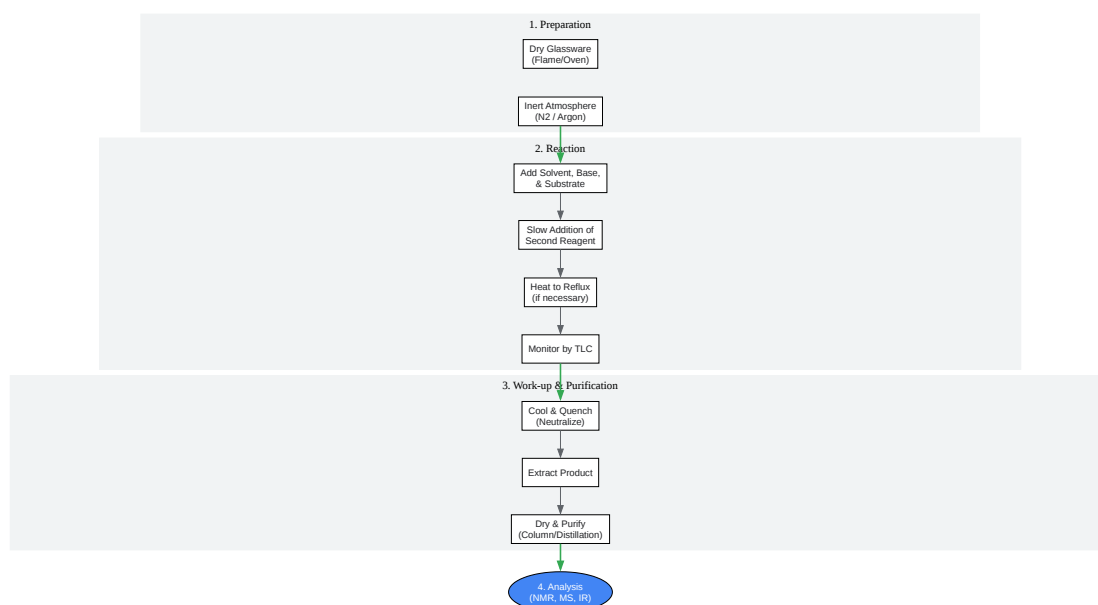 1. Preparation
Dry Glassware
(Flame/Oven)
Inert Atmosphere
(N2 / Argon)
2. Reaction
Add Solvent, Base,
& Substrate
Slow Addition of
Second Reagent
Heat to Reflux
(if necessary)
Monitor by TLC
3. Work-up & Purification
Cool & Quench
(Neutralize)
Extract Product
Dry & Purify
(Column/Distillation)
4. Analysis
(NMR, MS, IR)